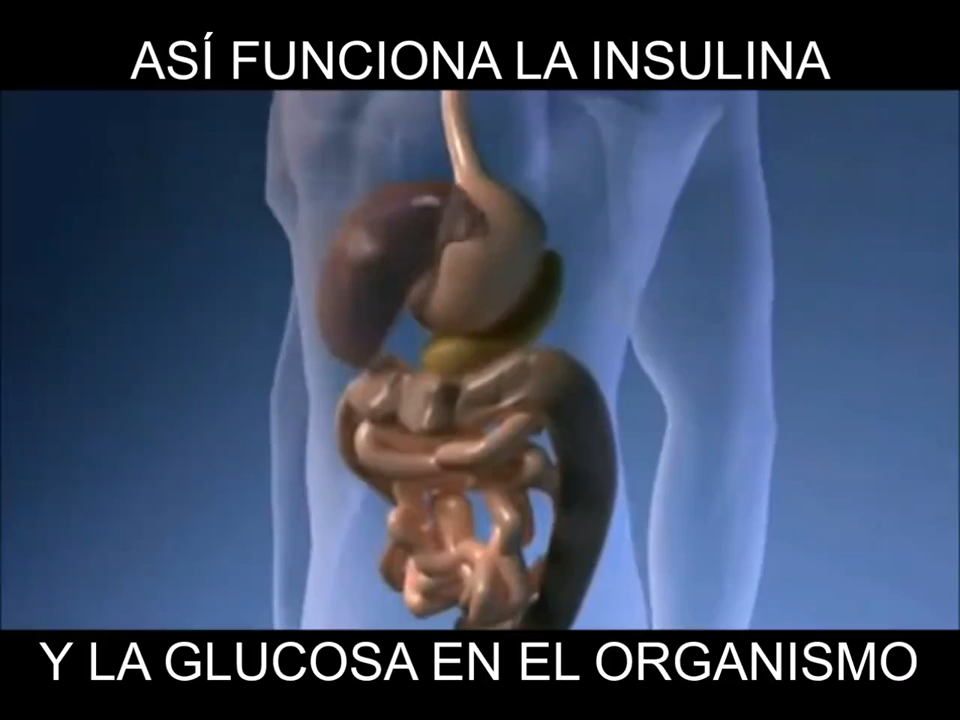 ASÍ FUNCIONA LA INSULINA
Y LA GLUCOSA EN EL ORGANISMO